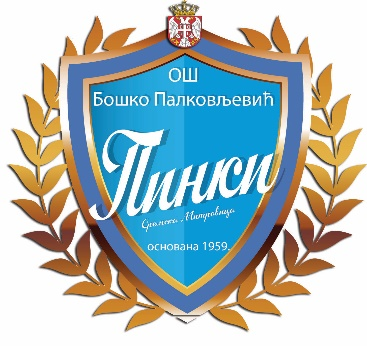 ОШ
Бошко Палковљевић
Пинки
Сремска Митровица
основана 1959.